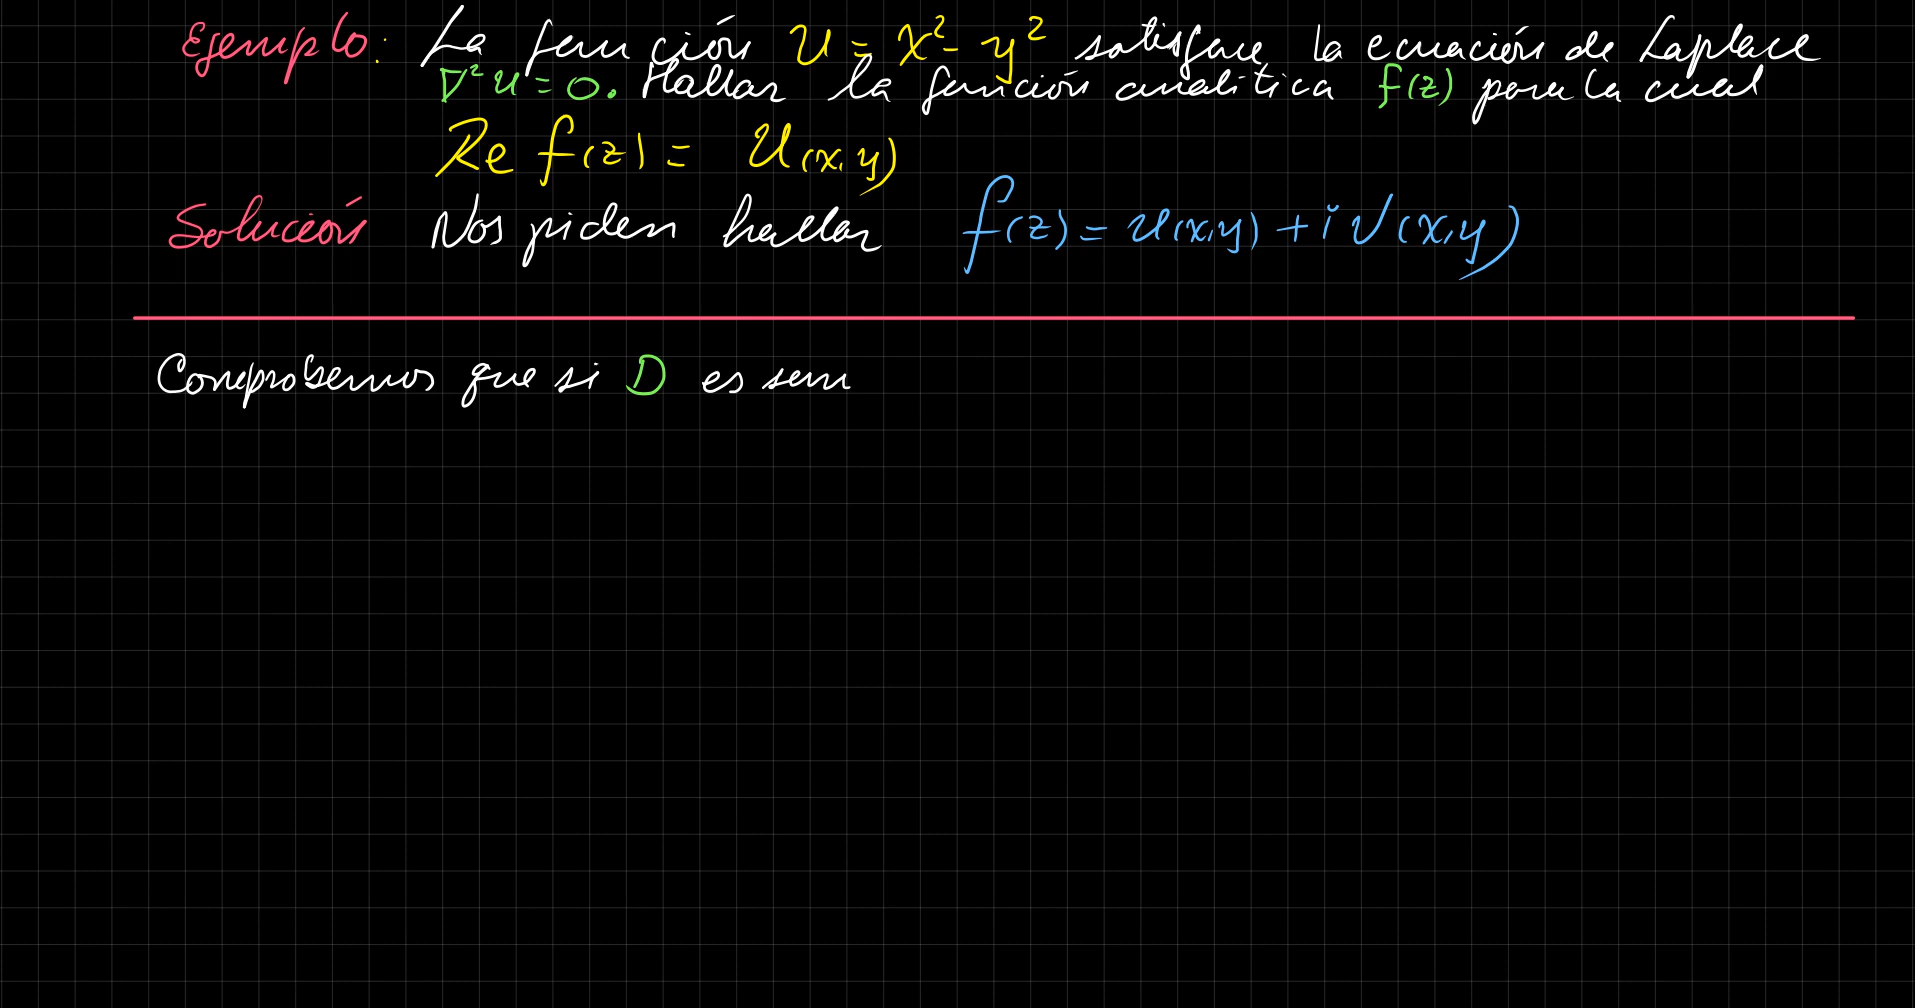 Ejemplo: La función U = x² - y² satisface la ecuación de Laplace
∇²u = 0. Hallar la función analítica f(z) para la cual
Re f(z) = U(x,y)
Solución Nos piden hallar f(z) = u(x,y) + i V(x,y)
Comprobemos que si D es sem